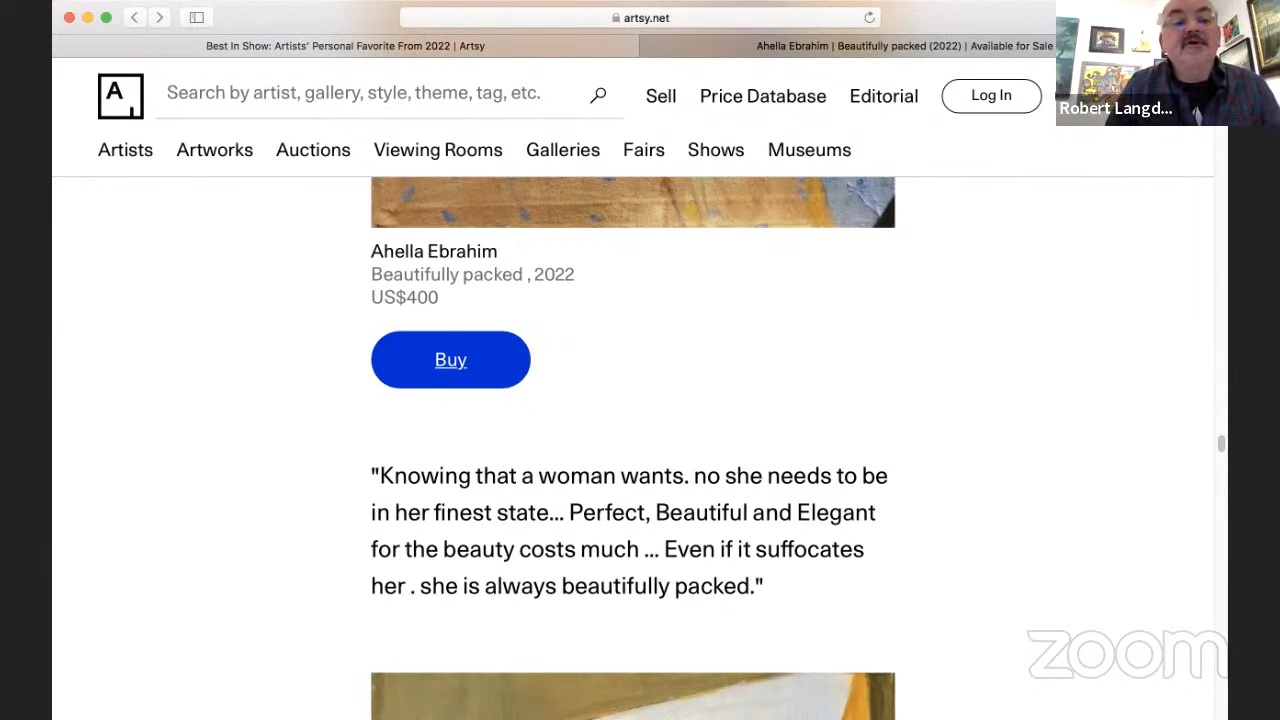 artsy.net
Best In Show: Artists' Personal Favorite From 2022 | Artsy
Ahella Ebrahim | Beautifully packed (2022) | Available for Sale
A
Search by artist, gallery, style, theme, tag, etc.
Sell Price Database Editorial Log In
Robert Langd...
Artists Artworks Auctions Viewing Rooms Galleries Fairs Shows Museums
Ahella Ebrahim
Beautifully packed , 2022
US$400
Buy
"Knowing that a woman wants. no she needs to be
in her finest state... Perfect, Beautiful and Elegant
for the beauty costs much ... Even if it suffocates
her . she is always beautifully packed."
zoom